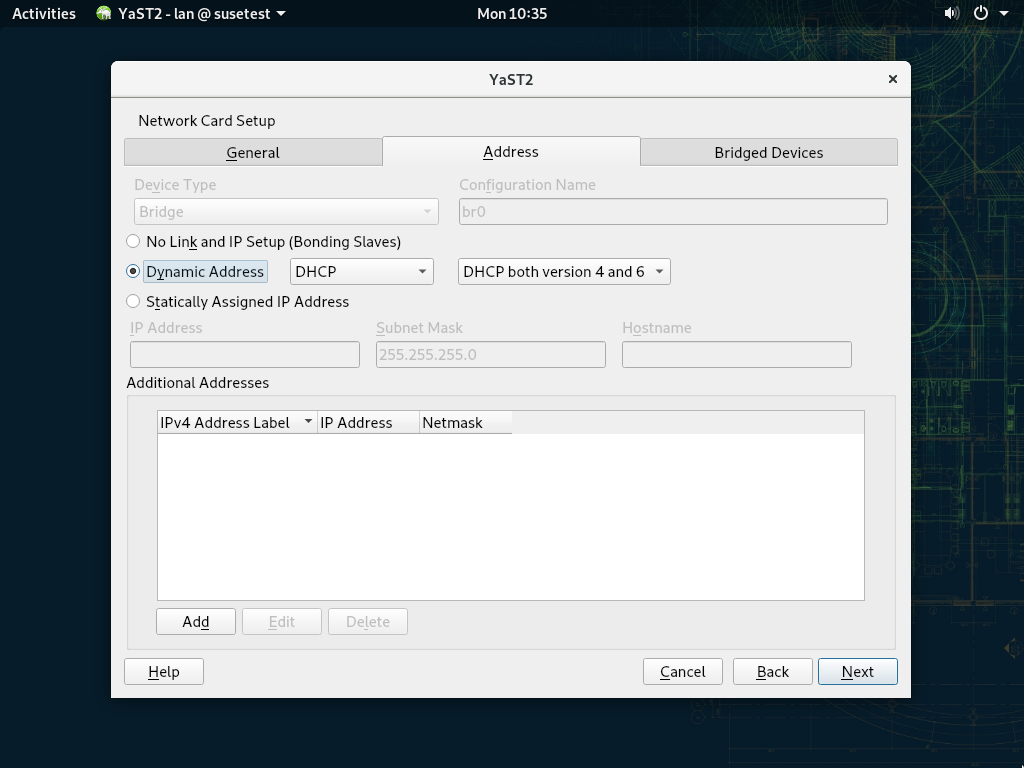 Activities YaST2 - lan @ susetest Mon 10:35
YaST2
Network Card Setup
General Address Bridged Devices
Device Type Configuration Name
Bridge br0
No Link and IP Setup (Bonding Slaves)
Dynamic Address DHCP DHCP both version 4 and 6
Statically Assigned IP Address
IP Address Subnet Mask Hostname
255.255.255.0
Additional Addresses
IPv4 Address Label IP Address Netmask
Add Edit Delete
Help Cancel Back Next